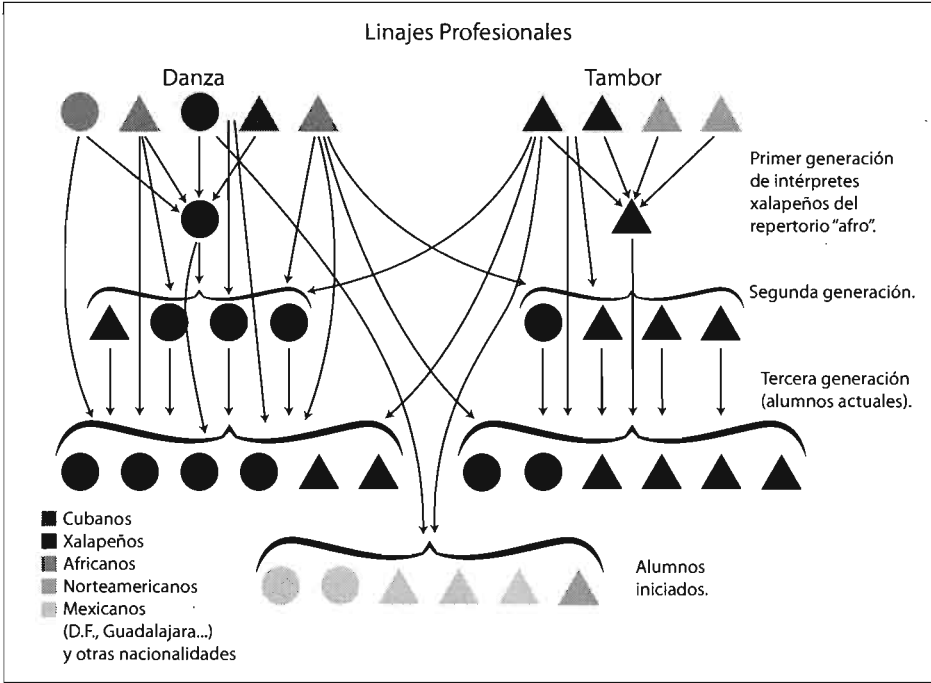 Linajes Profesionales
Danza
Tambor
Primer generación
de intérpretes
xalapeños del
repertorio "afro".
Segunda generación.
Tercera generación
(alumnos actuales).
Cubanos
Xalapeños
Africanos
Norteamericanos
Mexicanos
(D.F., Guadalajara...)
y otras nacionalidades
Alumnos
iniciados.